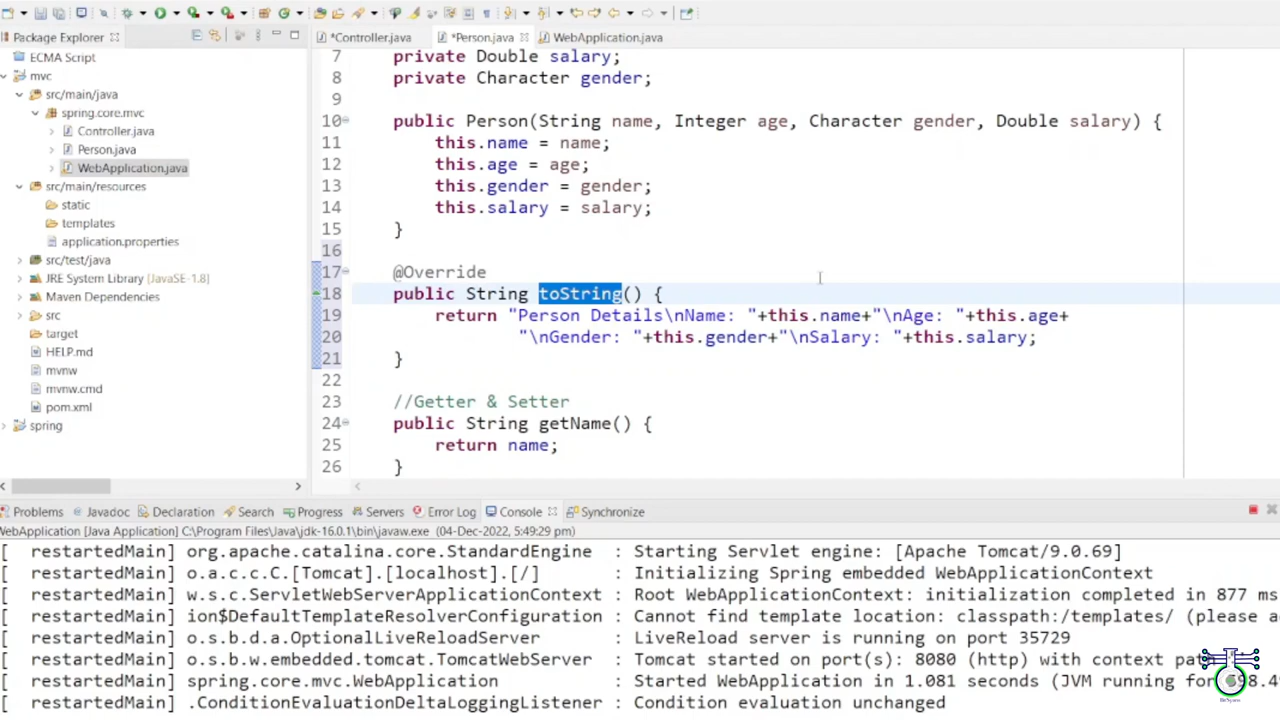 Package Explorer
*Controller.java
*Person.java
WebApplication.java
ECMA Script
mvc
src/main/java
spring.core.mvc
Controller.java
Person.java
WebApplication.java
src/main/resources
static
templates
application.properties
src/test/java
JRE System Library [JavaSE-1.8]
Maven Dependencies
src
target
HELP.md
mvnw
mvnw.cmd
pom.xml
spring
7 private Double salary;
8 private Character gender;
9
10 public Person(String name, Integer age, Character gender, Double salary) {
11 this.name = name;
12 this.age = age;
13 this.gender = gender;
14 this.salary = salary;
15 }
16
17 @Override
18 public String toString() {
19 return "Person Details\nName: "+this.name+"\nAge: "+this.age+
20 "\nGender: "+this.gender+"\nSalary: "+this.salary;
21 }
22
23 //Getter & Setter
24 public String getName() {
25 return name;
26 }
Problems
Javadoc
Declaration
Search
Progress
Servers
Error Log
Console
Synchronize
WebApplication [Java Application] C:\Program Files\Java\jdk-16.0.1\bin\javaw.exe (04-Dec-2022, 5:49:29 pm)
[ restartedMain] org.apache.catalina.core.StandardEngine : Starting Servlet engine: [Apache Tomcat/9.0.69]
[ restartedMain] o.a.c.c.C.[Tomcat].[localhost].[/] : Initializing Spring embedded WebApplicationContext
[ restartedMain] w.s.c.ServletWebServerApplicationContext : Root WebApplicationContext: initialization completed in 877 ms
[ restartedMain] ion$DefaultTemplateResolverConfiguration : Cannot find template location: classpath:/templates/ (please a
[ restartedMain] o.s.b.d.a.OptionalLiveReloadServer : LiveReload server is running on port 35729
[ restartedMain] o.s.b.w.embedded.tomcat.TomcatWebServer : Tomcat started on port(s): 8080 (http) with context
[ restartedMain] spring.core.mvc.WebApplication : Started WebApplication in 1.081 seconds (JVM running for
[ restartedMain] .ConditionEvaluationDeltaLoggingListener : Condition evaluation unchanged